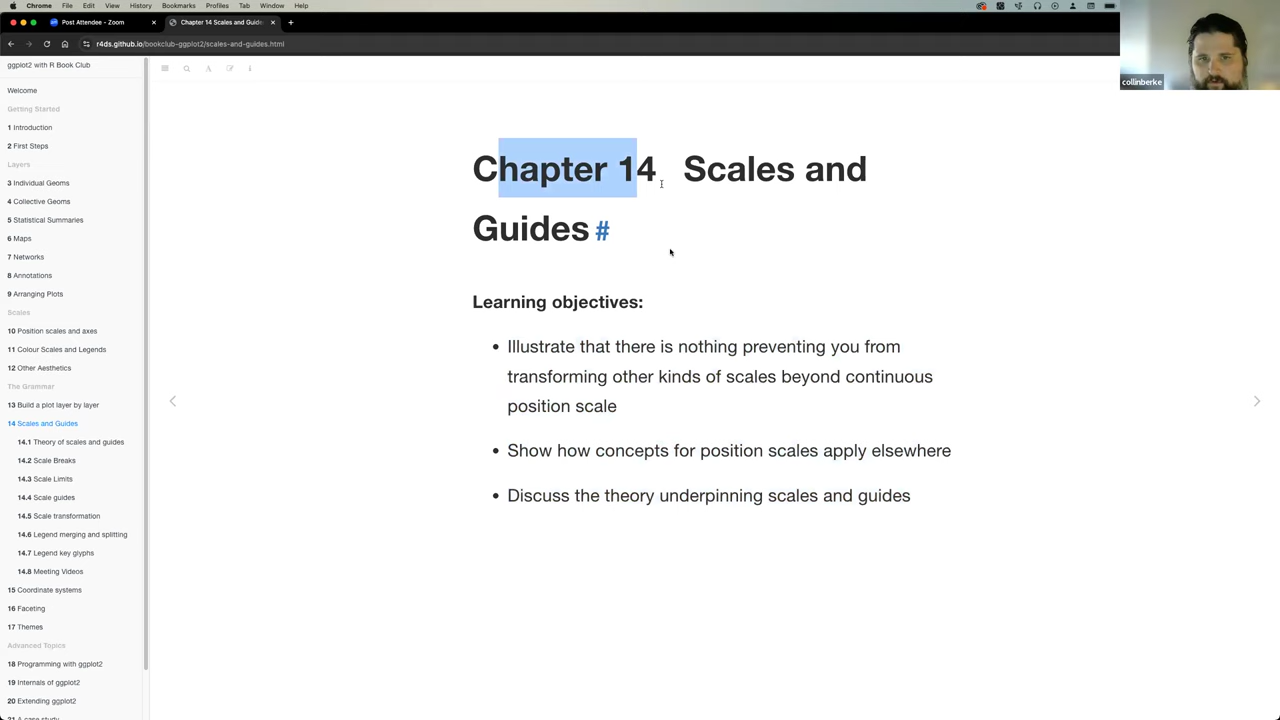 Chrome File Edit View History Bookmarks Profiles Tab Window Help
Post Attendee - Zoom
Chapter 14 Scales and Guides
r4ds.github.io/bookclub-ggplot2/scales-and-guides.html
collinberke
ggplot2 with R Book Club
Welcome
Getting Started
1 Introduction
2 First Steps
Layers
3 Individual Geoms
4 Collective Geoms
5 Statistical Summaries
6 Maps
7 Networks
8 Annotations
9 Arranging Plots
Scales
10 Position scales and axes
11 Colour Scales and Legends
12 Other Aesthetics
The Grammar
13 Build a plot layer by layer
14 Scales and Guides
14.1 Theory of scales and guides
14.2 Scale Breaks
14.3 Scale Limits
14.4 Scale guides
14.5 Scale transformation
14.6 Legend merging and splitting
14.7 Legend key glyphs
14.8 Meeting Videos
15 Coordinate systems
16 Faceting
17 Themes
Advanced Topics
18 Programming with ggplot2
19 Internals of ggplot2
20 Extending ggplot2
21 A case study
Chapter 14 Scales and
Guides #
Learning objectives:
• Illustrate that there is nothing preventing you from
transforming other kinds of scales beyond continuous
position scale
• Show how concepts for position scales apply elsewhere
• Discuss the theory underpinning scales and guides